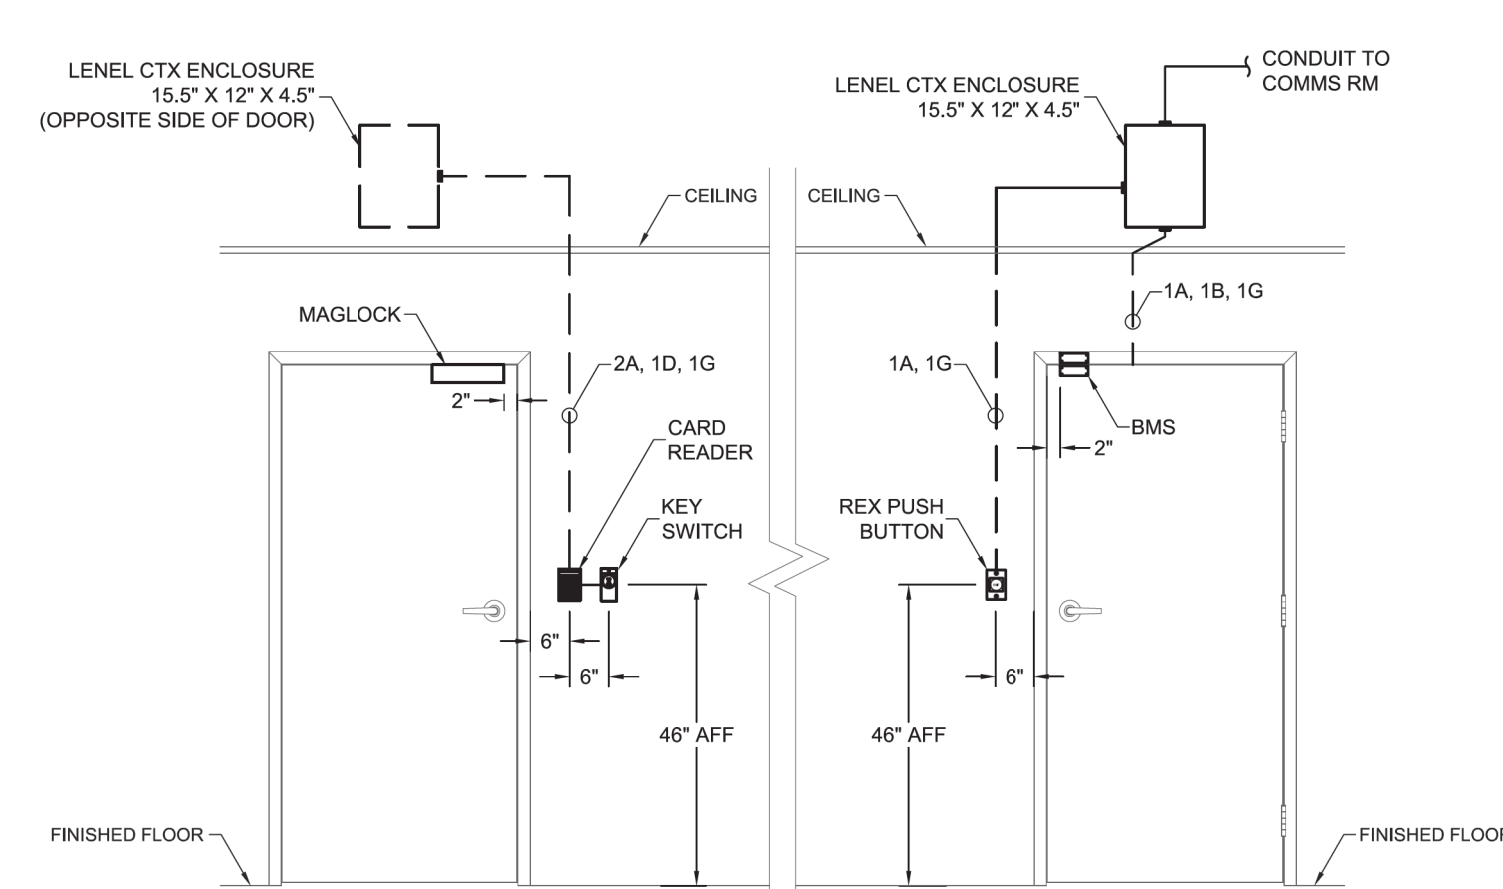 LENEL CTX ENCLOSURE
15.5" X 12" X 4.5"
(OPPOSITE SIDE OF DOOR)
CEILING
MAGLOCK
2"
2A, 1D, 1G
CARD
READER
KEY
SWITCH
6"
6"
46" AFF
FINISHED FLOOR
LENEL CTX ENCLOSURE
15.5" X 12" X 4.5"
CONDUIT TO
COMMS RM
CEILING
1A, 1B, 1G
1A, 1G
BMS
2"
REX PUSH
BUTTON
6"
46" AFF
FINISHED FLOOR